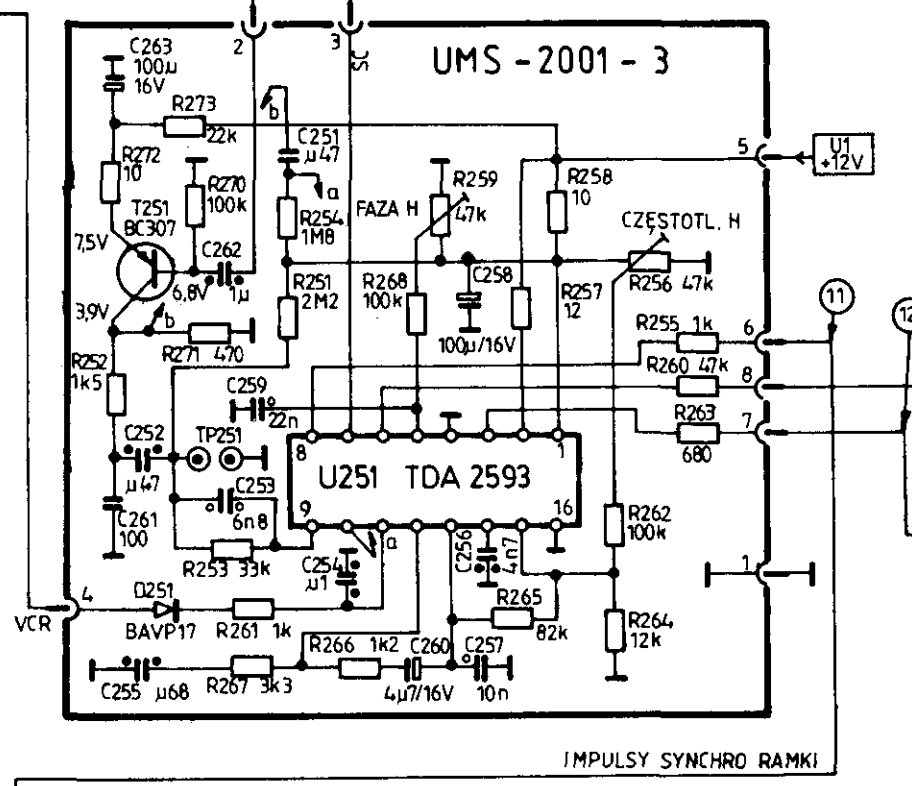 2
3
UMS - 2001 - 3
SC
C263
100µ
16V
R273
22k
b
C251
µ47
a
R272
10
R270
100k
T251
BC307
7,5V
C262
1µ
6,8V
3,9V
b
R254
1M8
FAZA H
R259
47k
R258
10
CZĘSTOTL. H
5
U1
+12V
R251
2M2
R268
100k
C258
100µ/16V
R257
12
R256
47k
11
R255 1k
6
R260 47k
8
R263
680
7
R271 470
R252
1k5
C259
22n
C252
µ47
TP251
8
1
U251 TDA 2593
9
16
C253
6n8
C261
100
R253 33k
C254
µ1
a
C256
4n7
R262
100k
1
4
VCR
D251
BAVP17
R261 1k
R265
82k
R264
12k
R266 1k2
C260
4µ7/16V
C257
10n
C255 µ68
R267 3k3
IMPULSY SYNCHRO RAMKI